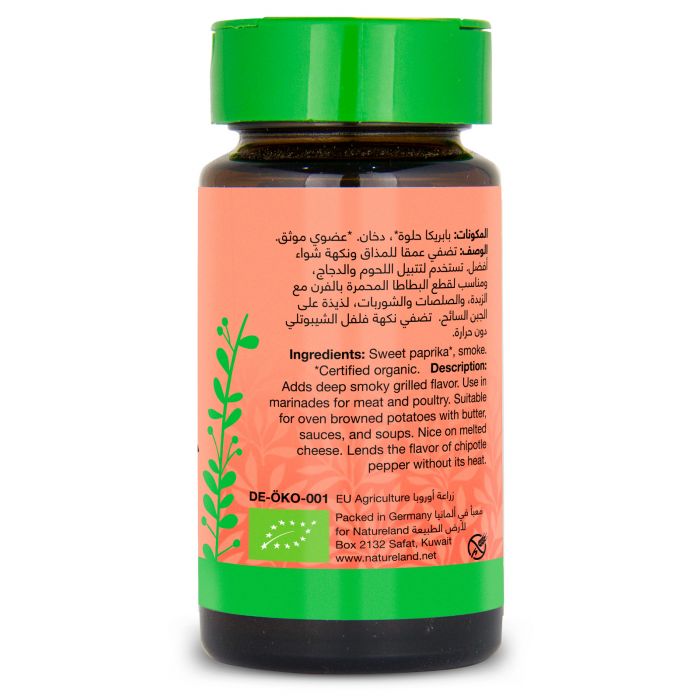 المكونات: بابريكا حلوة*، دخان. *عضوي موثق.
الوصف: تضفي عمقا للمذاق ونكهة شواء
أفضل. تستخدم لتتبيل اللحوم والدجاج،
ومناسب لقطع البطاطا المحمرة بالفرن مع
الزبدة، والصلصات والشوربات، لذيذة على
الجبن السائح. تضفي نكهة فلفل الشيبوتلي
دون حرارة.
Ingredients: Sweet paprika*, smoke.
*Certified organic. Description:
Adds deep smoky grilled flavor. Use in
marinades for meat and poultry. Suitable
for oven browned potatoes with butter,
sauces, and soups. Nice on melted
cheese. Lends the flavor of chipotle
pepper without its heat.
DE-ÖKO-001 EU Agriculture زراعة أوروبا
Packed in Germany معبأ في ألمانيا
for Natureland لأرض الطبيعة
Box 2132 Safat, Kuwait
www.natureland.net